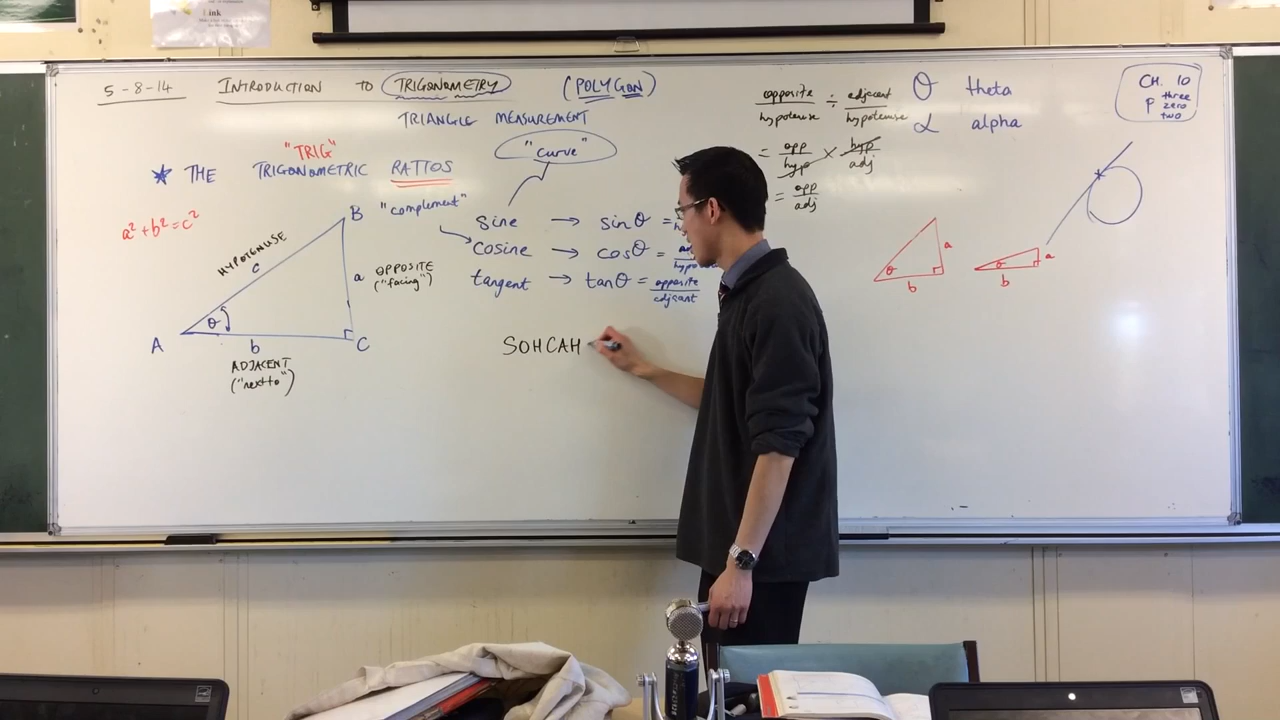 Link
5-8-14 INTRODUCTION TO TRIGONOMETRY (POLYGON)
TRIANGLE MEASUREMENT
"curve"
"TRIG"
* THE TRIGONOMETRIC RATIOS
"complement"
a² + b² = c²
B
HYPOTENUSE
c
a OPPOSITE
("facing")
θ
A
b
C
ADJACENT
("next to")
sine → sinθ =
cosine → cosθ =
tangent → tanθ = opposite/adjacent
SOHCAH
opposite/hypotenuse ÷ adjacent/hypotenuse
= opp/hyp × hyp/adj
= opp/adj
θ theta
α alpha
CH. 10
P three
zero
two
θ
a
b
θ
a
b